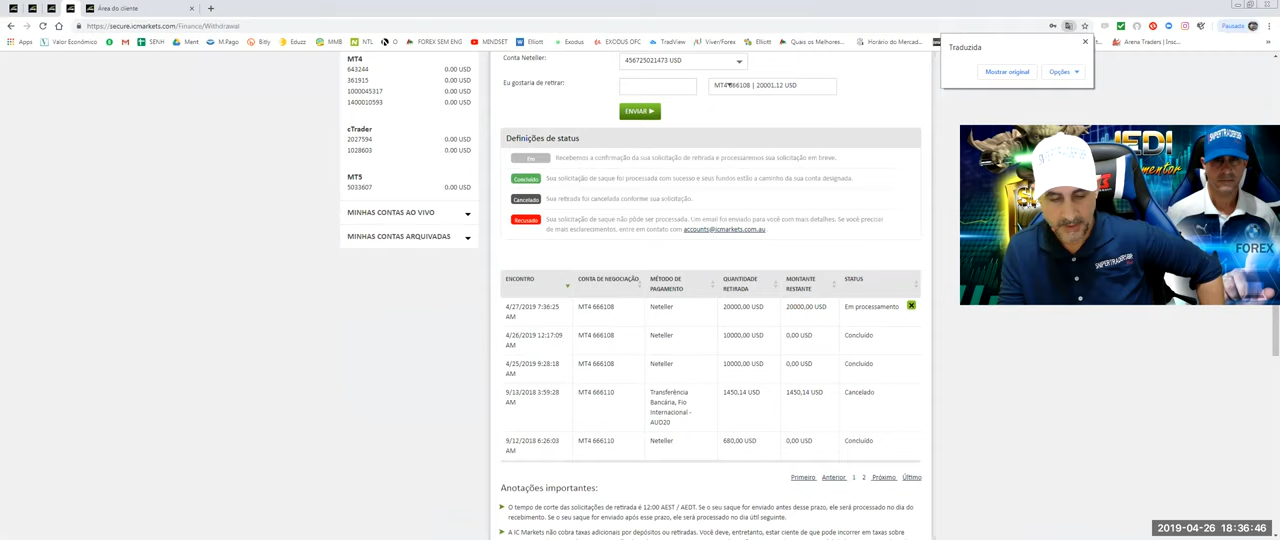 Área do cliente
https://secure.icmarkets.com/Finance/Withdrawal
Pausada
Apps
Valor Econômico
SENH
Ment
M.Pago
Bitly
Eduzz
MMB
NTL
O
FOREX SEM ENG
MINDSET
Elliott
Exodus
EXODUS OFC
TradView
Viver/Forex
Elliott
Quais os Melhores...
Horário do Mercad...
Arena Traders | Insc...
Traduzida
Mostrar original
Opções
MT4
643244 0.00 USD
361915 0.00 USD
1000045317 0.00 USD
1400010593 0.00 USD
cTrader
2027594 0.00 USD
1028603 0.00 USD
MT5
5033607 0.00 USD
MINHAS CONTAS AO VIVO
MINHAS CONTAS ARQUIVADAS
Conta Neteller: 456725021473 USD
Eu gostaria de retirar: MT4 666108 | 20001,12 USD
ENVIAR
Definições de status
Em Recebemos a confirmação da sua solicitação de retirada e processaremos sua solicitação em breve.
Concluído Sua solicitação de saque foi processada com sucesso e seus fundos estão a caminho da sua conta designada.
Cancelado Sua retirada foi cancelada conforme sua solicitação.
Recusado Sua solicitação de saque não pôde ser processada. Um email foi enviado para você com mais detalhes. Se você precisar
de mais esclarecimentos, entre em contato com accounts@icmarkets.com.au.
ENCONTRO CONTA DE NEGOCIAÇÃO MÉTODO DE QUANTIDADE MONTANTE STATUS
PAGAMENTO RETIRADA RESTANTE
4/27/2019 7:36:25 MT4 666108 Neteller 20000,00 USD 20000,00 USD Em processamento
AM
4/26/2019 12:17:09 MT4 666108 Neteller 10000,00 USD 0,00 USD Concluído
AM
4/25/2019 9:28:18 MT4 666108 Neteller 10000,00 USD 0,00 USD Concluído
AM
9/13/2018 3:59:28 MT4 666110 Transferência 1450,14 USD 1450,14 USD Cancelado
AM Bancária, Fio
Internacional -
AUD20
9/12/2018 6:26:03 MT4 666110 Neteller 680,00 USD 0,00 USD Concluído
AM
Primeiro Anterior 1 2 Próximo Último
Anotações importantes:
O tempo de corte das solicitações de retirada é 12:00 AEST / AEDT. Se o seu saque for enviado antes desse prazo, ele será processado no dia do
recebimento. Se o seu saque for enviado após esse prazo, ele será processado no dia útil seguinte.
A IC Markets não cobra taxas adicionais por depósitos ou retiradas. Você deve, entretanto, estar ciente de que pode incorrer em taxas sobre
JEDI
mentor
FOREX
2019-04-26 18:36:46